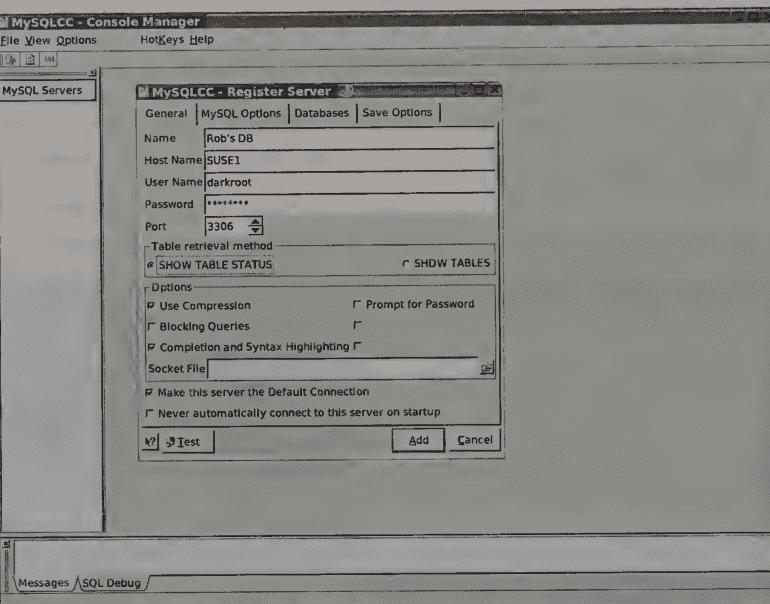 MySQLCC - Console Manager
File View Options HotKeys Help
SQL
MySQL Servers
MySQLCC - Register Server
General MySQL Options Databases Save Options
Name Rob's DB
Host Name SUSE1
User Name darkroot
Password ********
Port 3306
Table retrieval method
SHOW TABLE STATUS SHOW TABLES
Options
Use Compression Prompt for Password
Blocking Queries
Completion and Syntax Highlighting
Socket File
Make this server the Default Connection
Never automatically connect to this server on startup
Test Add Cancel
Messages SQL Debug